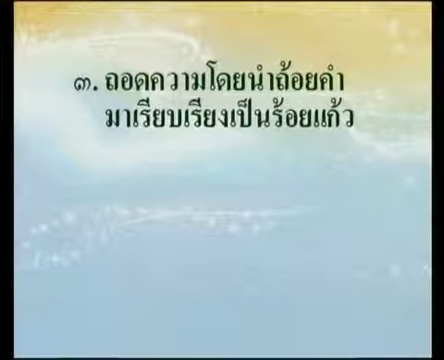 ๓. ถอดความโดยนำถ้อยคำ
มาเรียบเรียงเป็นร้อยแก้ว